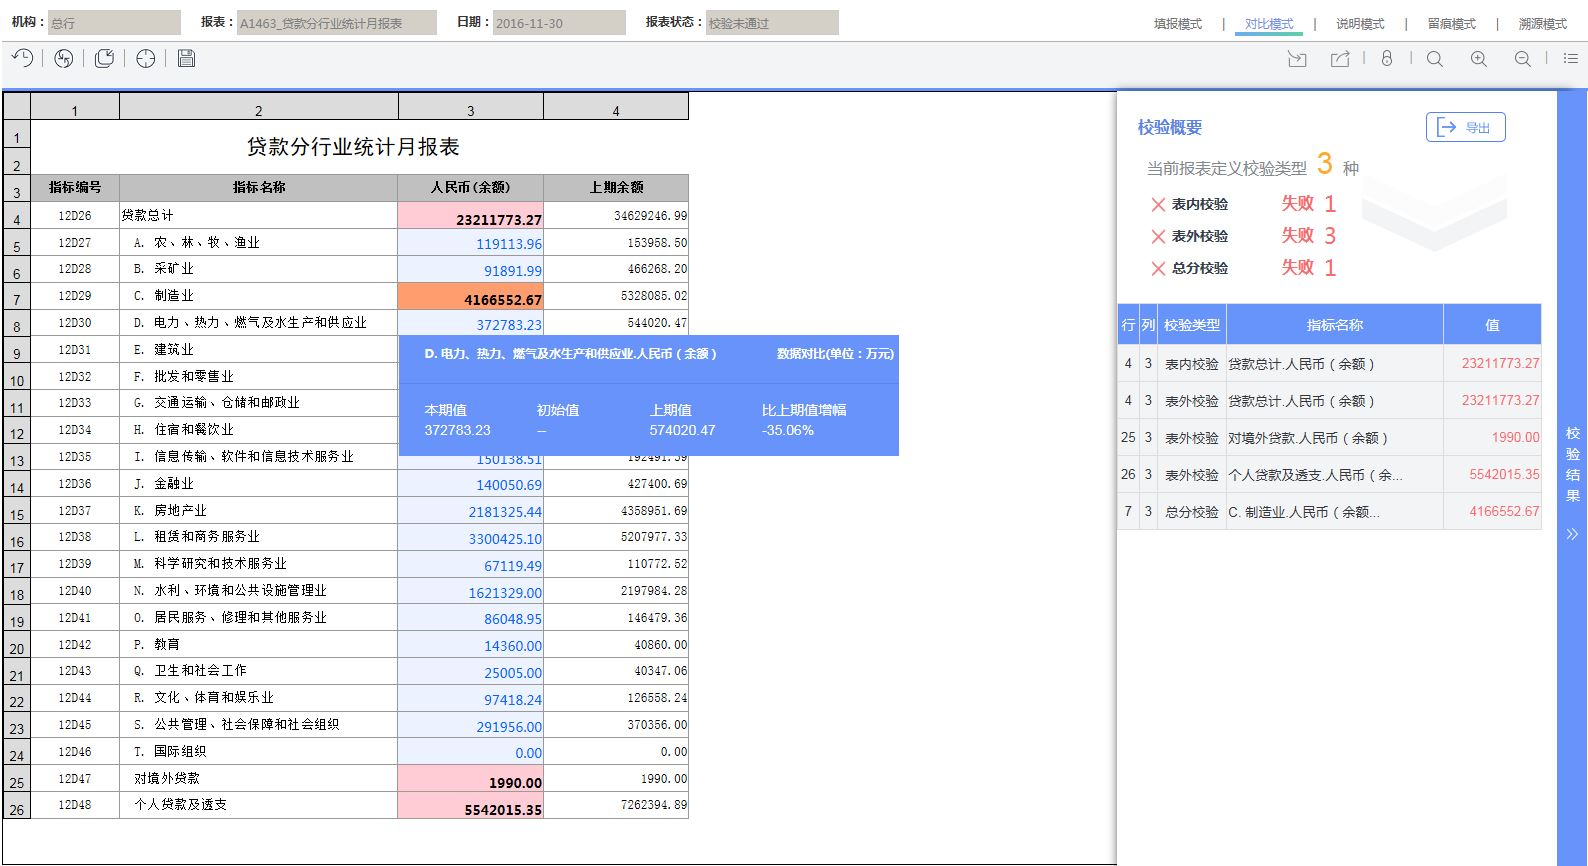 机构： 总行 报表： A1463_贷款分行业统计月报表 日期： 2016-11-30 报表状态： 校验未通过 填报模式 | 对比模式 | 说明模式 | 留痕模式 | 溯源模式
1 2 3 4
1
贷款分行业统计月报表
2
3 指标编号 指标名称 人民币(余额) 上期余额
4 12D26 贷款总计 23211773.27 34629246.99
5 12D27 A. 农、林、牧、渔业 119113.96 153958.50
6 12D28 B. 采矿业 91891.99 466268.20
7 12D29 C. 制造业 4166552.67 5328085.02
8 12D30 D. 电力、热力、燃气及水生产和供应业 372783.23 544020.47
9 12D31 E. 建筑业
10 12D32 F. 批发和零售业
11 12D33 G. 交通运输、仓储和邮政业
12 12D34 H. 住宿和餐饮业
13 12D35 I. 信息传输、软件和信息技术服务业 150138.51 192491.59
14 12D36 J. 金融业 140050.69 427400.69
15 12D37 K. 房地产业 2181325.44 4358951.69
16 12D38 L. 租赁和商务服务业 3300425.10 5207977.33
17 12D39 M. 科学研究和技术服务业 67119.49 110772.52
18 12D40 N. 水利、环境和公共设施管理业 1621329.00 2197984.28
19 12D41 O. 居民服务、修理和其他服务业 86048.95 146479.36
20 12D42 P. 教育 14360.00 40860.00
21 12D43 Q. 卫生和社会工作 25005.00 40347.06
22 12D44 R. 文化、体育和娱乐业 97418.24 126558.24
23 12D45 S. 公共管理、社会保障和社会组织 291956.00 370356.00
24 12D46 T. 国际组织 0.00 0.00
25 12D47 对境外贷款 1990.00 1990.00
26 12D48 个人贷款及透支 5542015.35 7262394.89
D. 电力、热力、燃气及水生产和供应业.人民币（余额） 数据对比(单位：万元)
本期值 初始值 上期值 比上期值增幅
372783.23 -- 574020.47 -35.06%
校验概要 导出
当前报表定义校验类型 3 种
表内校验 失败 1
表外校验 失败 3
总分校验 失败 1
行 列 校验类型 指标名称 值
4 3 表内校验 贷款总计.人民币（余额） 23211773.27
4 3 表外校验 贷款总计.人民币（余额） 23211773.27
25 3 表外校验 对境外贷款.人民币（余额） 1990.00
26 3 表外校验 个人贷款及透支.人民币（余... 5542015.35
7 3 总分校验 C. 制造业.人民币（余额... 4166552.67
校验结果